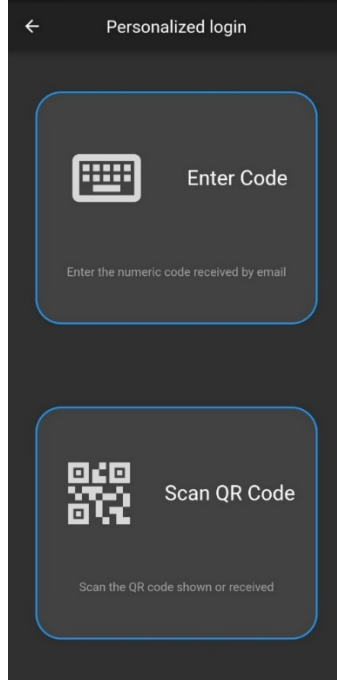 Personalized login
Enter Code
Enter the numeric code received by email
Scan QR Code
Scan the QR code shown or received